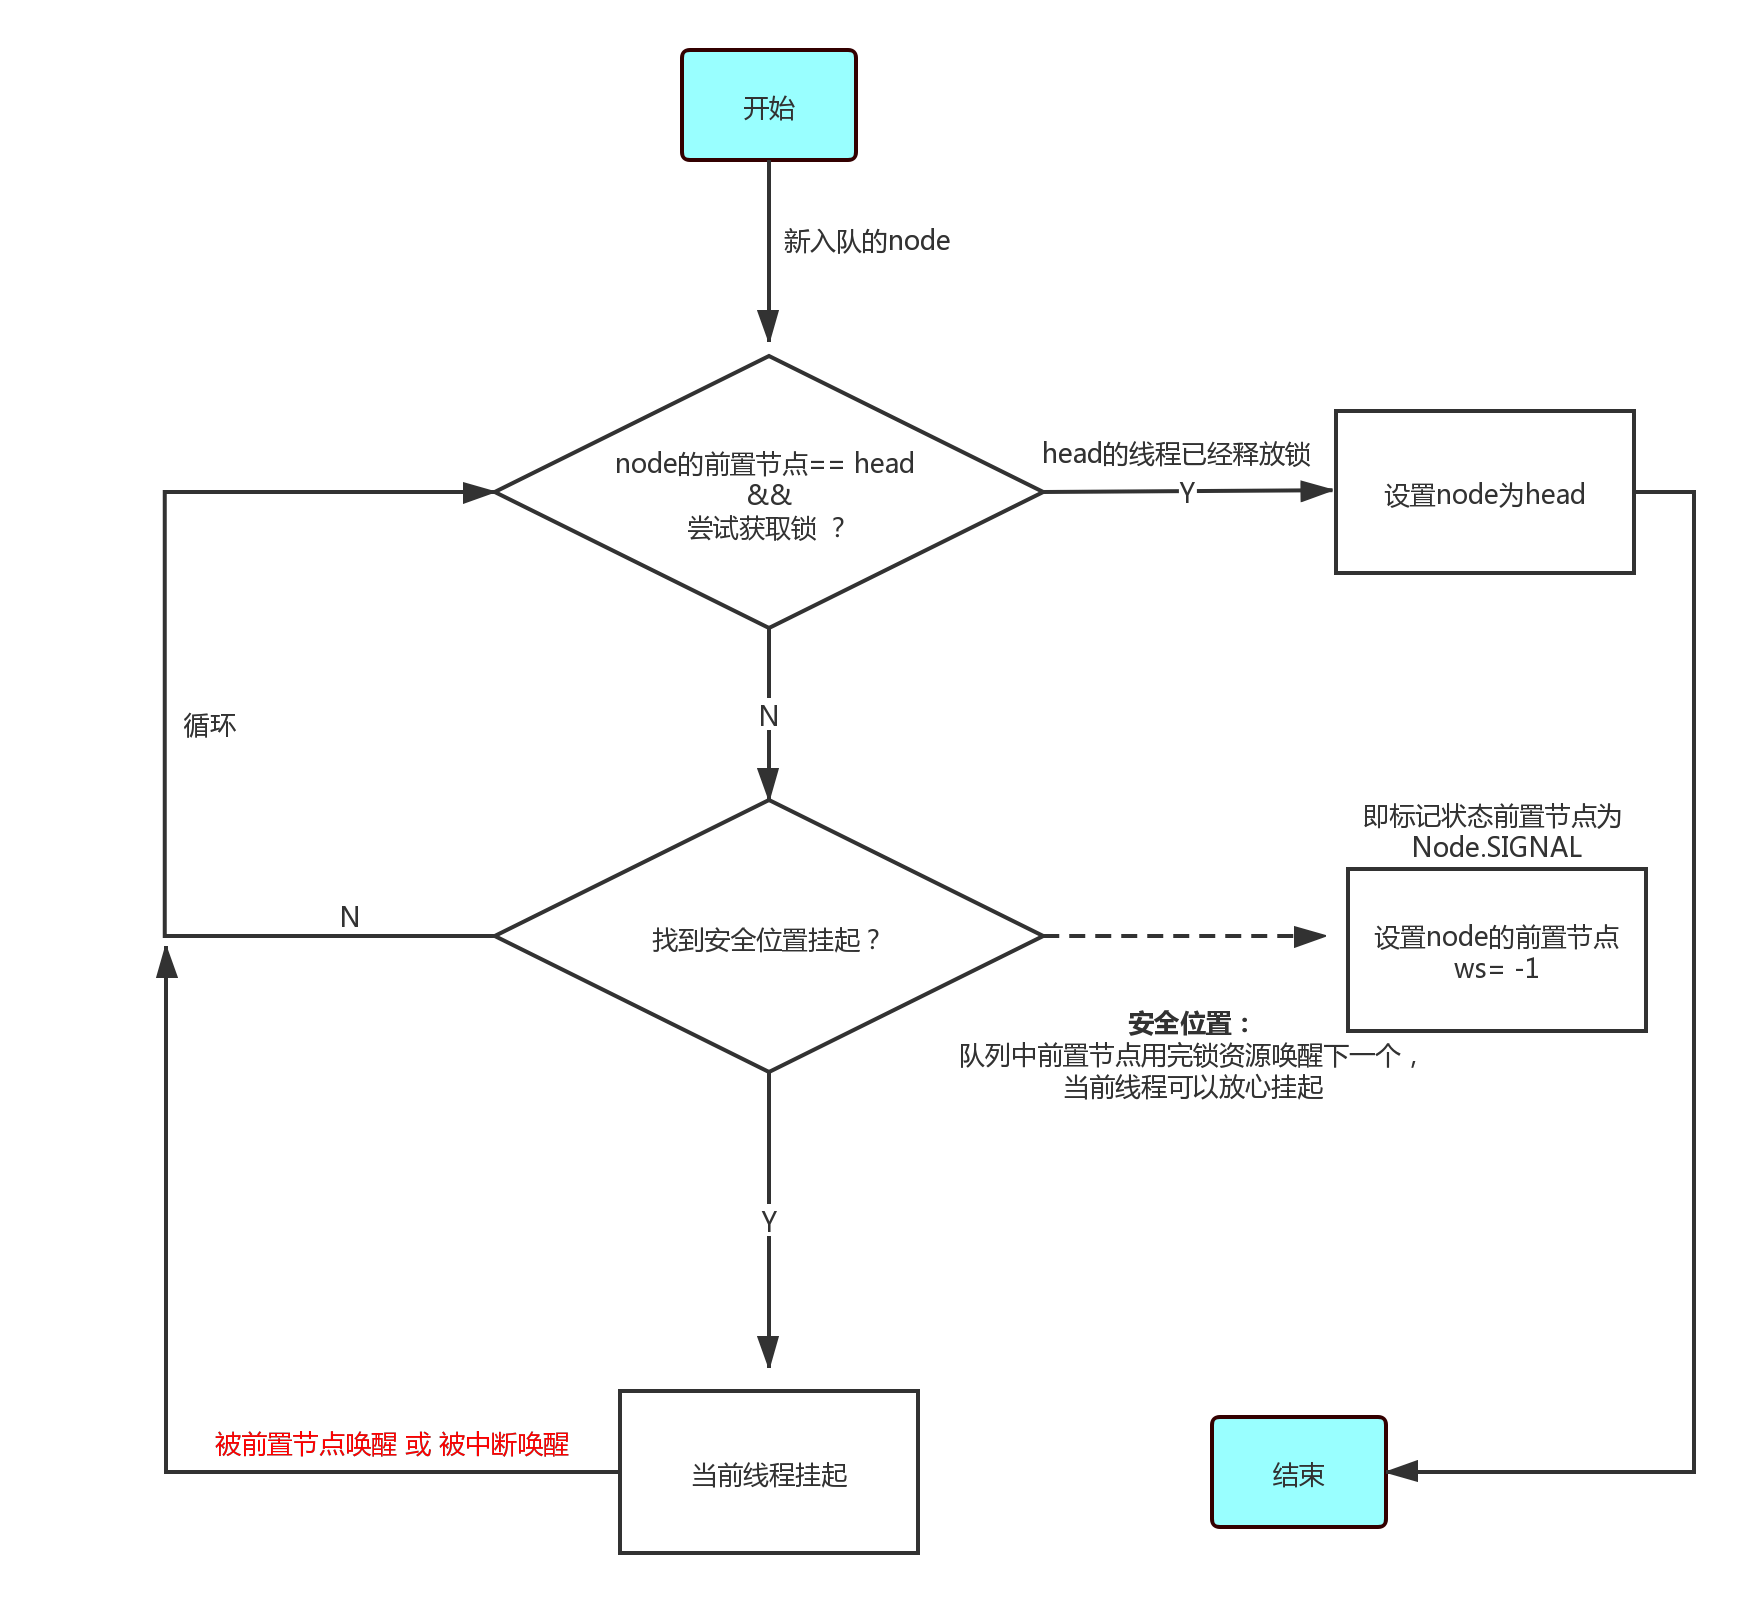 开始
新入队的node
node的前置节点== head
&&
尝试获取锁 ？
head的线程已经释放锁
Y
设置node为head
N
循环
即标记状态前置节点为
Node.SIGNAL
N
找到安全位置挂起？
设置node的前置节点
ws= -1
安全位置：
队列中前置节点用完锁资源唤醒下一个，
当前线程可以放心挂起
Y
被前置节点唤醒 或 被中断唤醒
当前线程挂起
结束